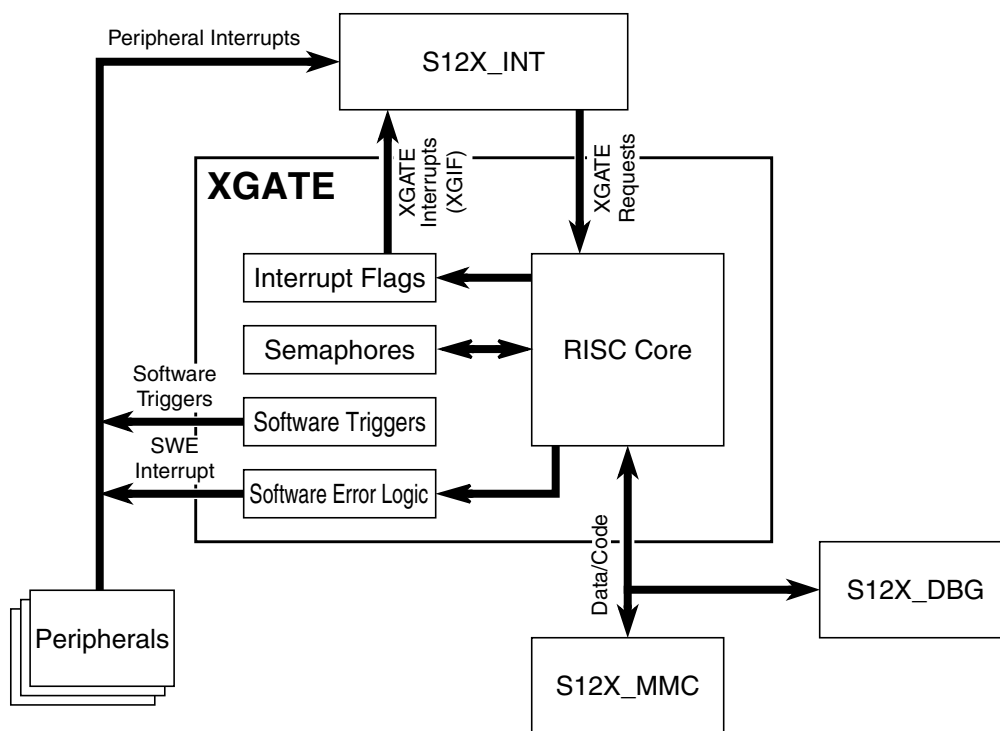 Peripheral Interrupts
S12X_INT
XGATE
Interrupts
(XGIF)
XGATE
Requests
XGATE
Interrupt Flags
Semaphores
RISC Core
Software
Triggers
Software Triggers
SWE
Interrupt
Software Error Logic
Data/Code
S12X_DBG
Peripherals
S12X_MMC